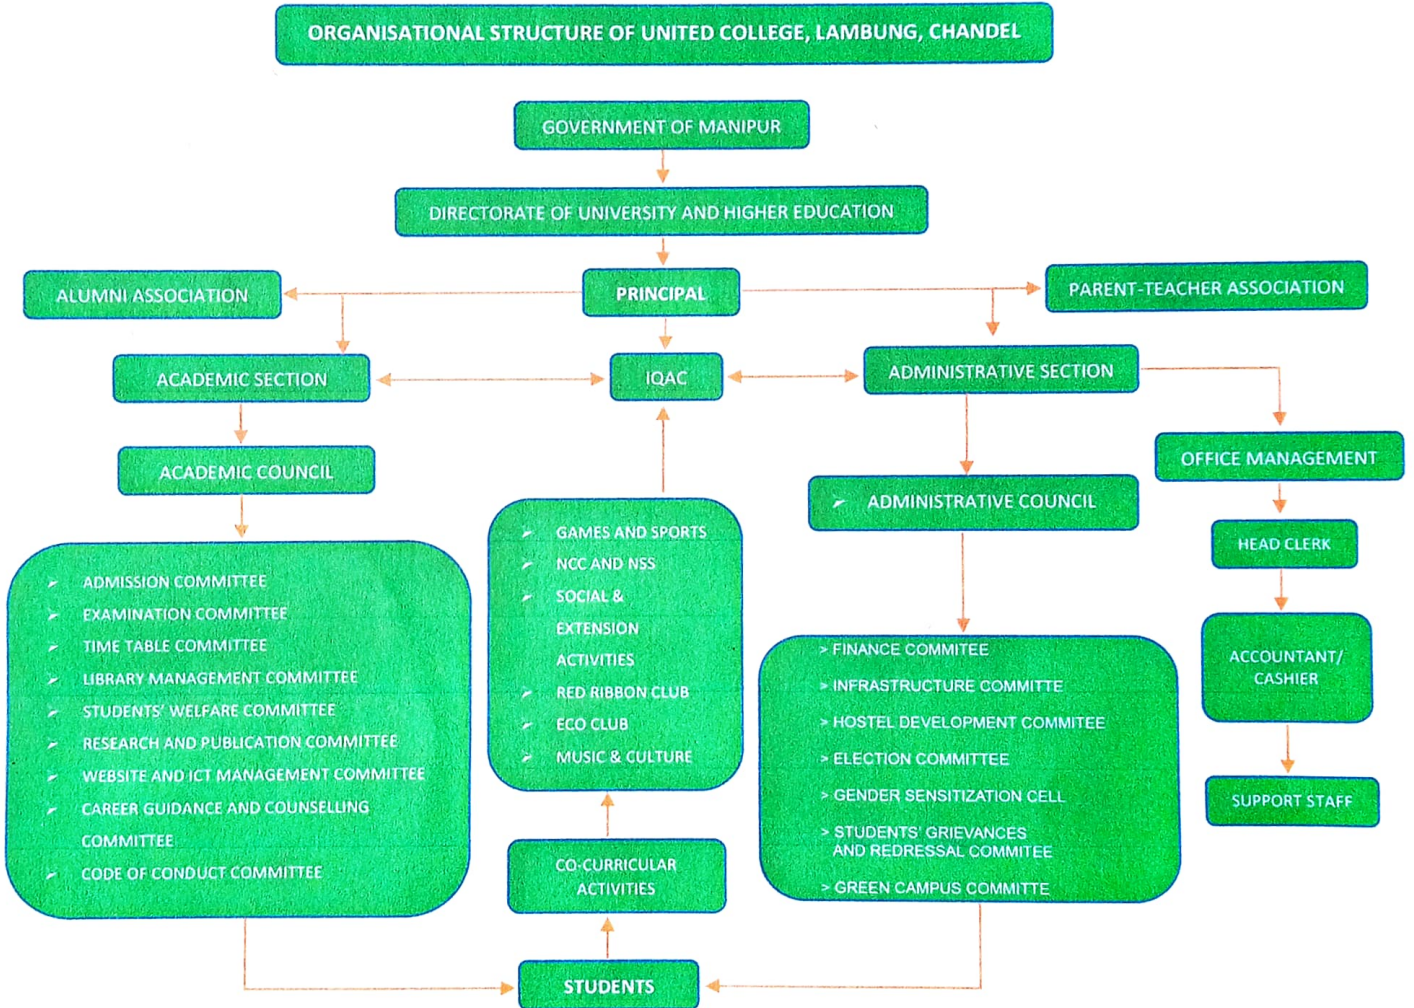 ORGANISATIONAL STRUCTURE OF UNITED COLLEGE, LAMBUNG, CHANDEL
GOVERNMENT OF MANIPUR
DIRECTORATE OF UNIVERSITY AND HIGHER EDUCATION
ALUMNI ASSOCIATION
PRINCIPAL
PARENT-TEACHER ASSOCIATION
ACADEMIC SECTION
IQAC
ADMINISTRATIVE SECTION
ACADEMIC COUNCIL
➢ ADMINISTRATIVE COUNCIL
OFFICE MANAGEMENT
HEAD CLERK
ACCOUNTANT/
CASHIER
SUPPORT STAFF
➢ ADMISSION COMMITTEE
➢ EXAMINATION COMMITTEE
➢ TIME TABLE COMMITTEE
➢ LIBRARY MANAGEMENT COMMITTEE
➢ STUDENTS' WELFARE COMMITTEE
➢ RESEARCH AND PUBLICATION COMMITTEE
➢ WEBSITE AND ICT MANAGEMENT COMMITTEE
➢ CAREER GUIDANCE AND COUNSELLING
COMMITTEE
➢ CODE OF CONDUCT COMMITTEE
➢ GAMES AND SPORTS
➢ NCC AND NSS
➢ SOCIAL &
EXTENSION
ACTIVITIES
➢ RED RIBBON CLUB
➢ ECO CLUB
➢ MUSIC & CULTURE
> FINANCE COMMITEE
> INFRASTRUCTURE COMMITTE
> HOSTEL DEVELOPMENT COMMITEE
> ELECTION COMMITTEE
> GENDER SENSITIZATION CELL
> STUDENTS' GRIEVANCES
AND REDRESSAL COMMITEE
> GREEN CAMPUS COMMITTE
CO-CURRICULAR
ACTIVITIES
STUDENTS